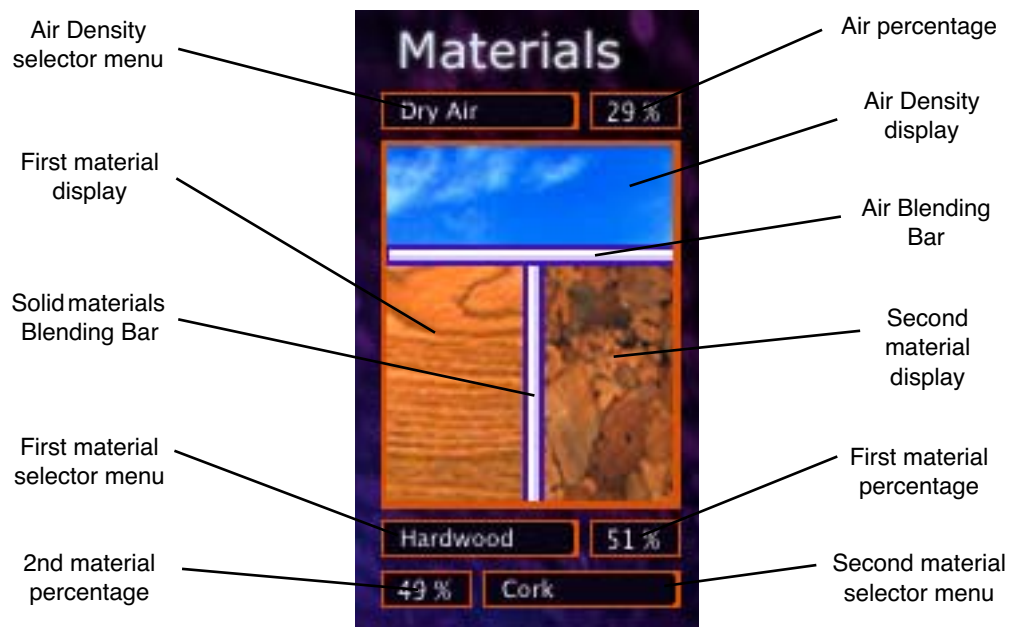 Air Density
selector menu
First material
display
Solid materials
Blending Bar
First material
selector menu
2nd material
percentage
Materials
Dry Air
29 %
Hardwood
51 %
49 %
Cork
Air percentage
Air Density
display
Air Blending
Bar
Second
material
display
First material
percentage
Second material
selector menu